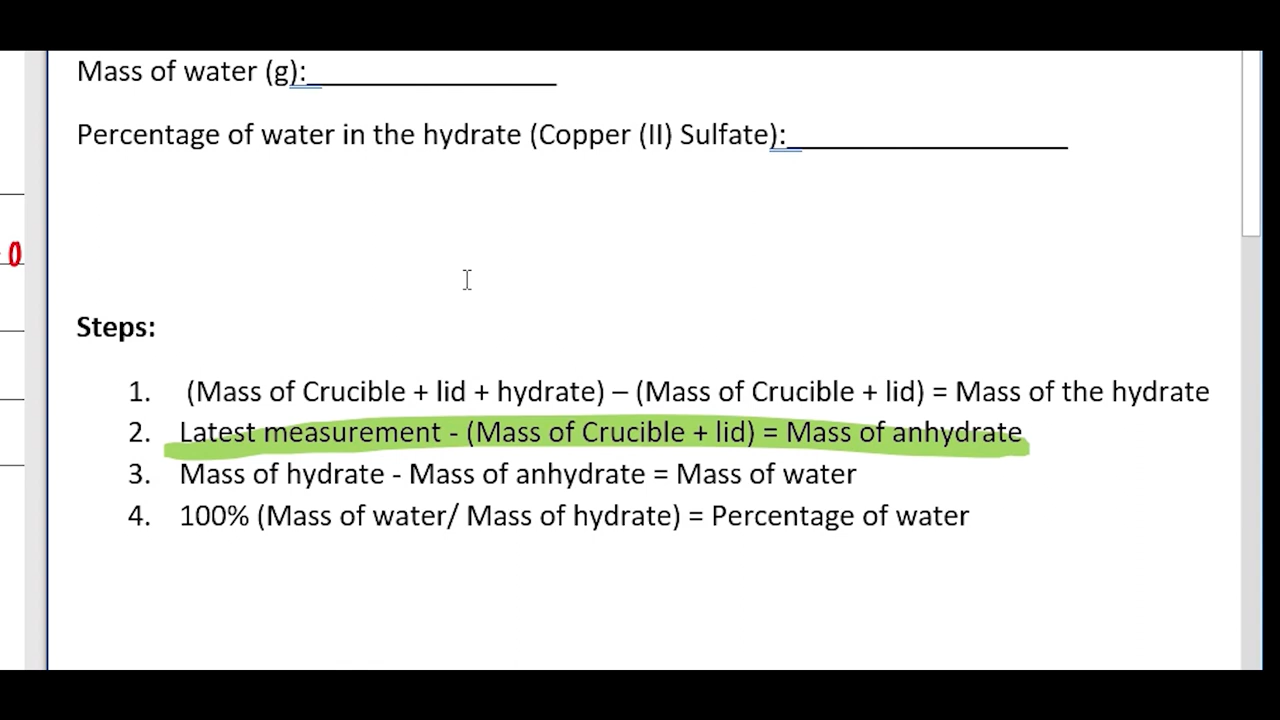 Mass of water (g):_________________
Percentage of water in the hydrate (Copper (II) Sulfate):___________________
0
Steps:
1. (Mass of Crucible + lid + hydrate) – (Mass of Crucible + lid) = Mass of the hydrate
2. Latest measurement - (Mass of Crucible + lid) = Mass of anhydrate
3. Mass of hydrate - Mass of anhydrate = Mass of water
4. 100% (Mass of water/ Mass of hydrate) = Percentage of water